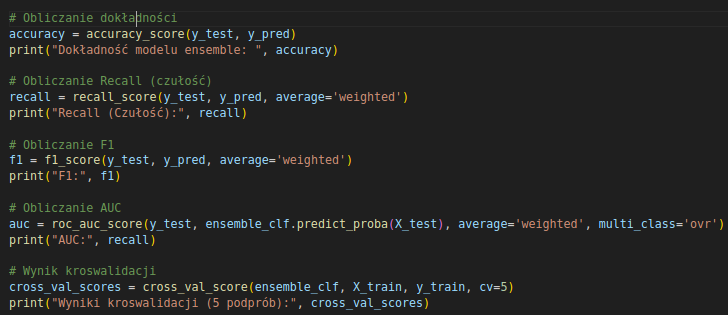 # Obliczanie dokładności
accuracy = accuracy_score(y_test, y_pred)
print("Dokładność modelu ensemble: ", accuracy)
# Obliczanie Recall (czułość)
recall = recall_score(y_test, y_pred, average='weighted')
print("Recall (Czułość):", recall)
# Obliczanie F1
f1 = f1_score(y_test, y_pred, average='weighted')
print("F1:", f1)
# Obliczanie AUC
auc = roc_auc_score(y_test, ensemble_clf.predict_proba(X_test), average='weighted', multi_class='ovr')
print("AUC:", recall)
# Wynik kroswalidacji
cross_val_scores = cross_val_score(ensemble_clf, X_train, y_train, cv=5)
print("Wyniki kroswalidacji (5 podprób):", cross_val_scores)